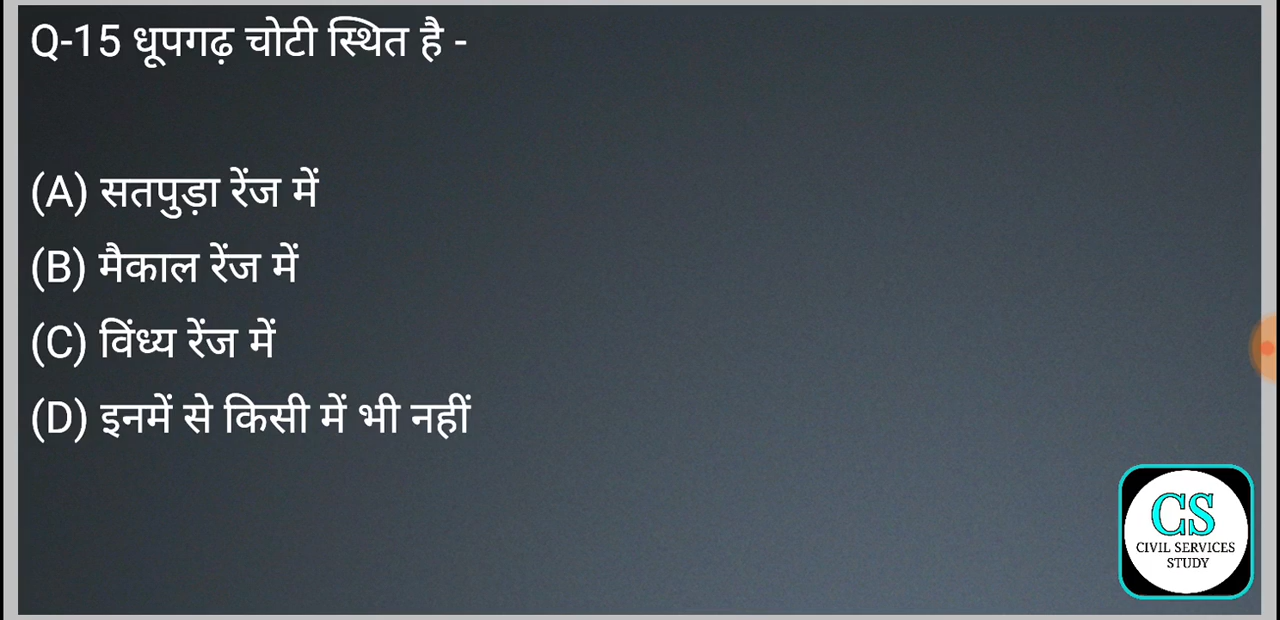 Q-15 धूपगढ़ चोटी स्थित है -
(A) सतपुड़ा रेंज में
(B) मैकाल रेंज में
(C) विंध्य रेंज में
(D) इनमें से किसी में भी नहीं
CS
CIVIL SERVICES
STUDY